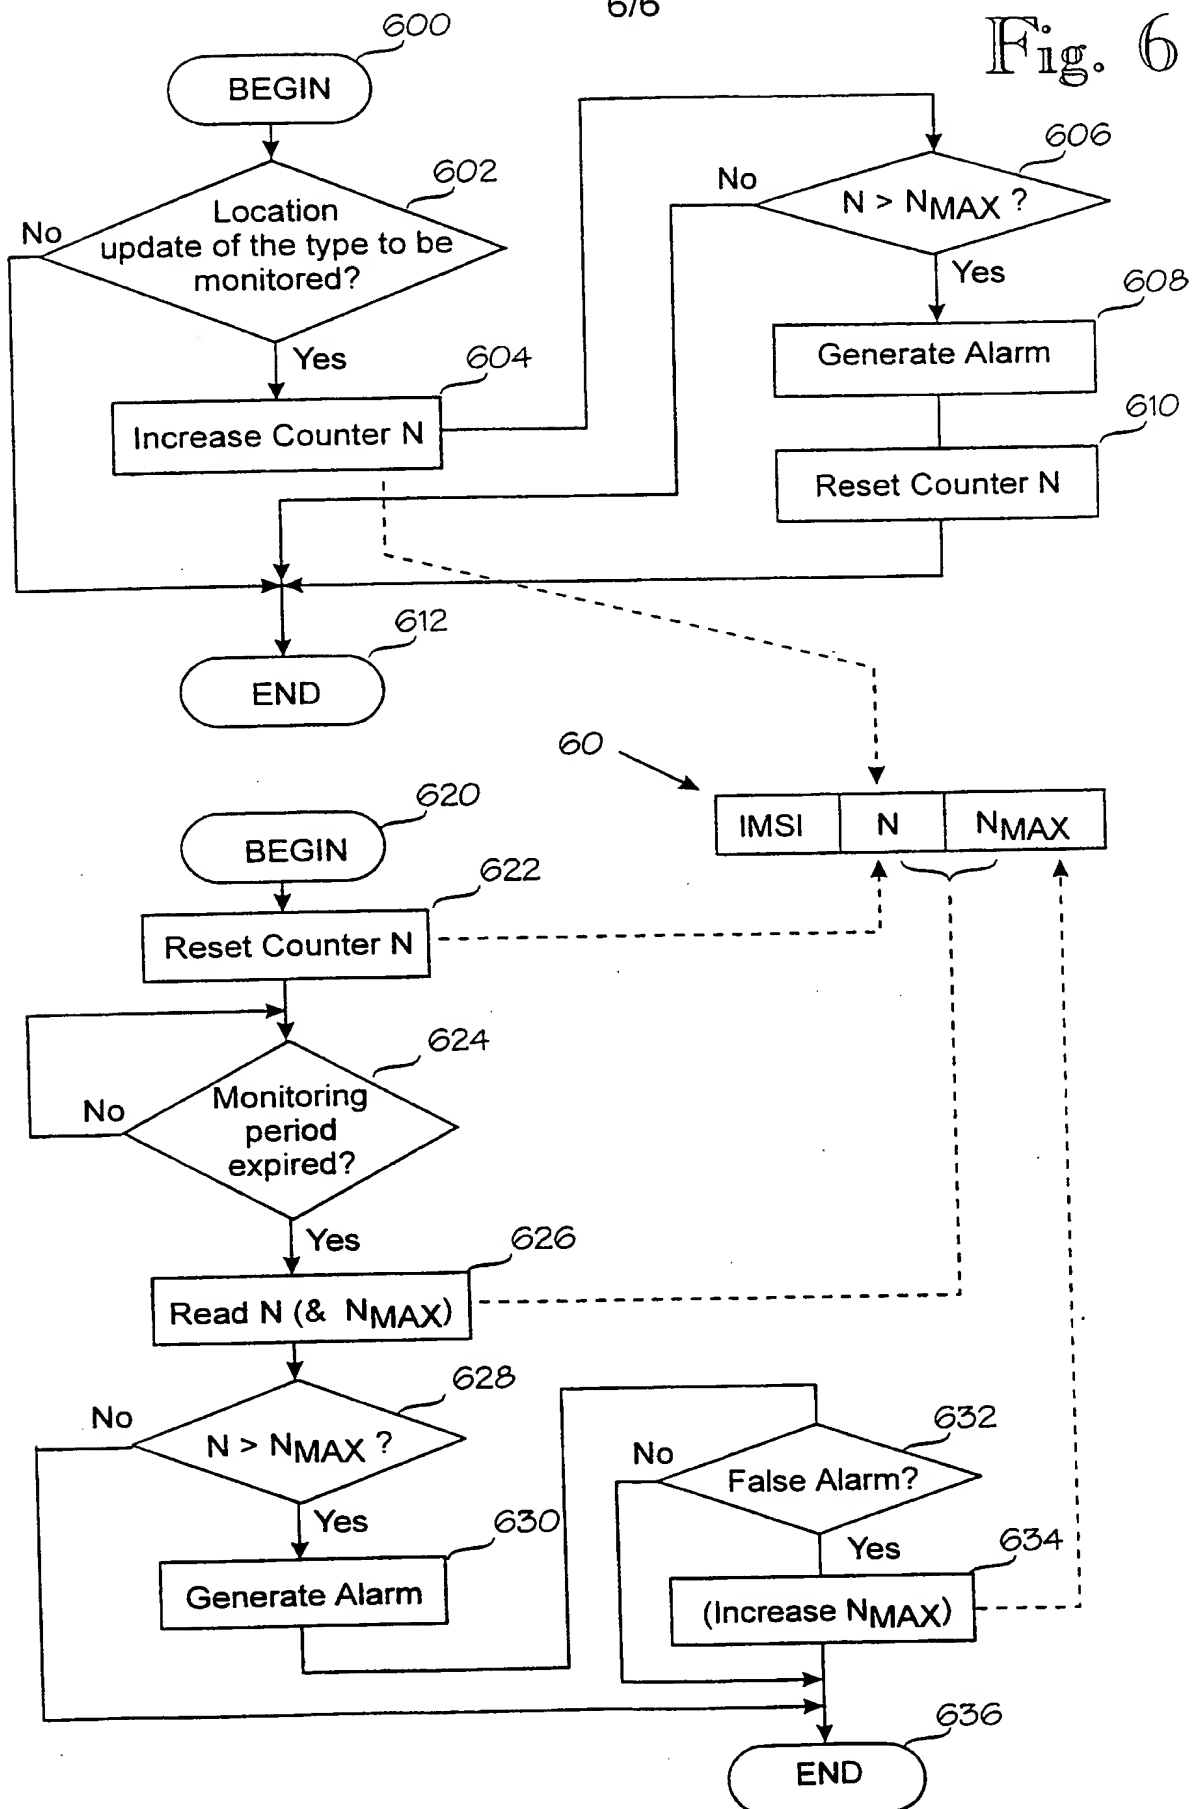 6/6
Fig. 6
600
BEGIN
602
Location
update of the type to be
monitored?
No
Yes
604
Increase Counter N
606
N > NMAX ?
No
Yes
608
Generate Alarm
610
Reset Counter N
612
END
60
IMSI
N
NMAX
620
BEGIN
622
Reset Counter N
624
Monitoring
period
expired?
No
Yes
626
Read N (& NMAX)
628
N > NMAX ?
No
Yes
630
Generate Alarm
632
False Alarm?
No
Yes
634
(Increase NMAX)
636
END